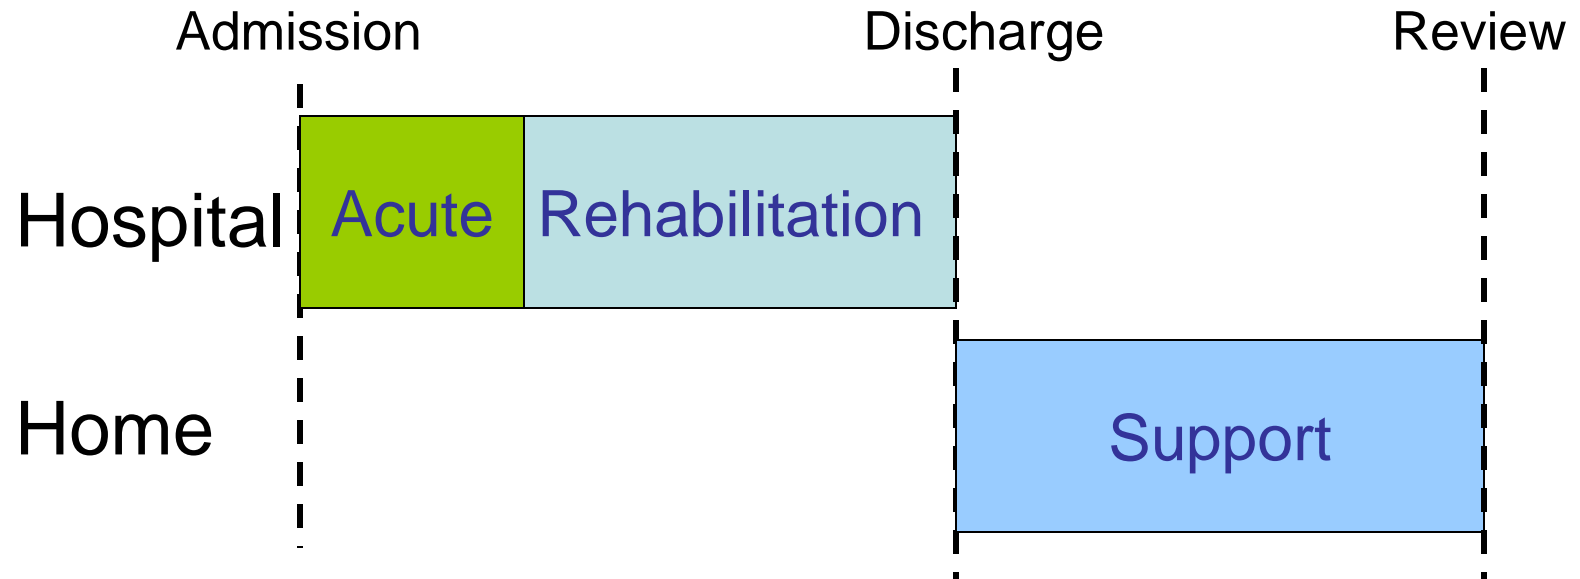 Admission Discharge Review
Hospital Acute Rehabilitation
Home Support